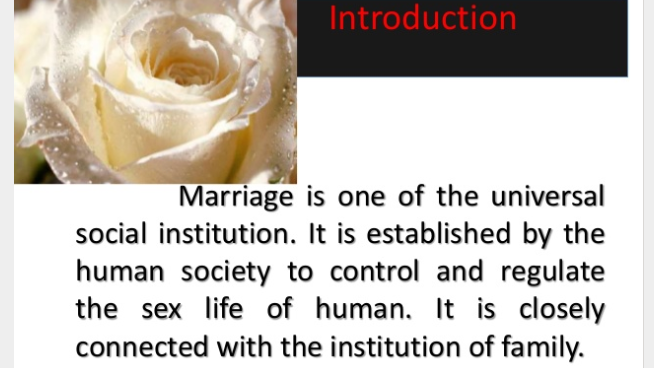 Introduction
Marriage is one of the universal
social institution. It is established by the
human society to control and regulate
the sex life of human. It is closely
connected with the institution of family.